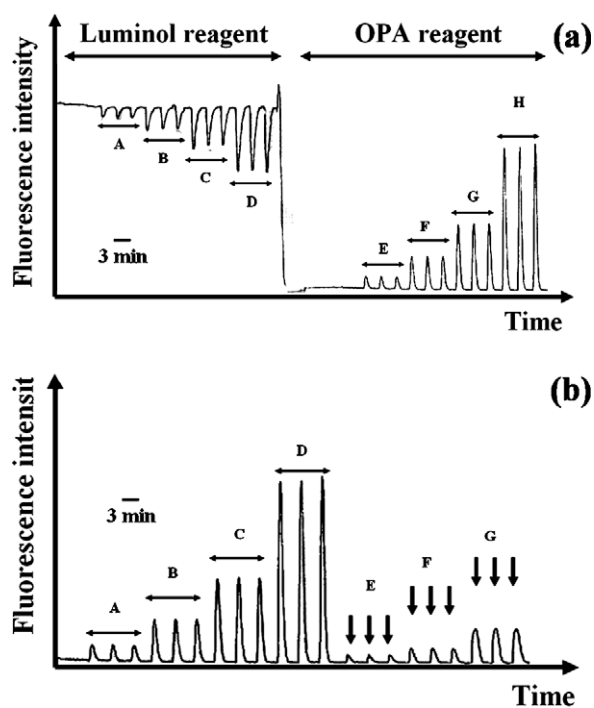 Luminol reagent OPA reagent (a)
Fluorescence intensity
A B C D E F G H
3 min
Time
(b)
Fluorescence intensit
A B C D E F G
3 min
Time